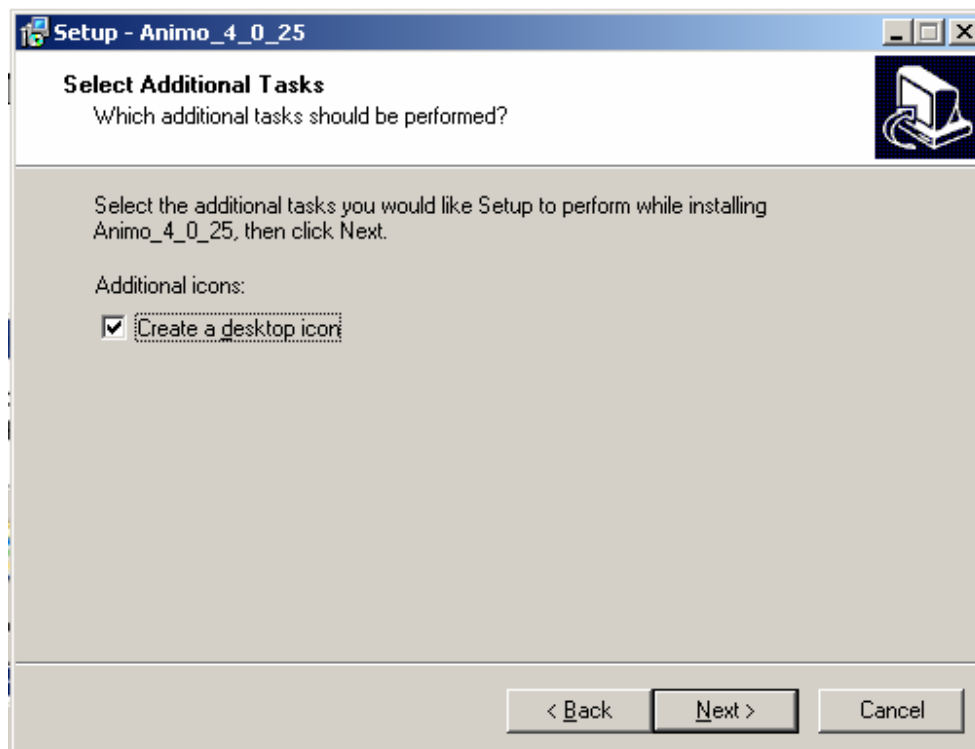 Setup - Animo_4_0_25
Select Additional Tasks
Which additional tasks should be performed?
Select the additional tasks you would like Setup to perform while installing
Animo_4_0_25, then click Next.
Additional icons:
Create a desktop icon
< Back
Next >
Cancel